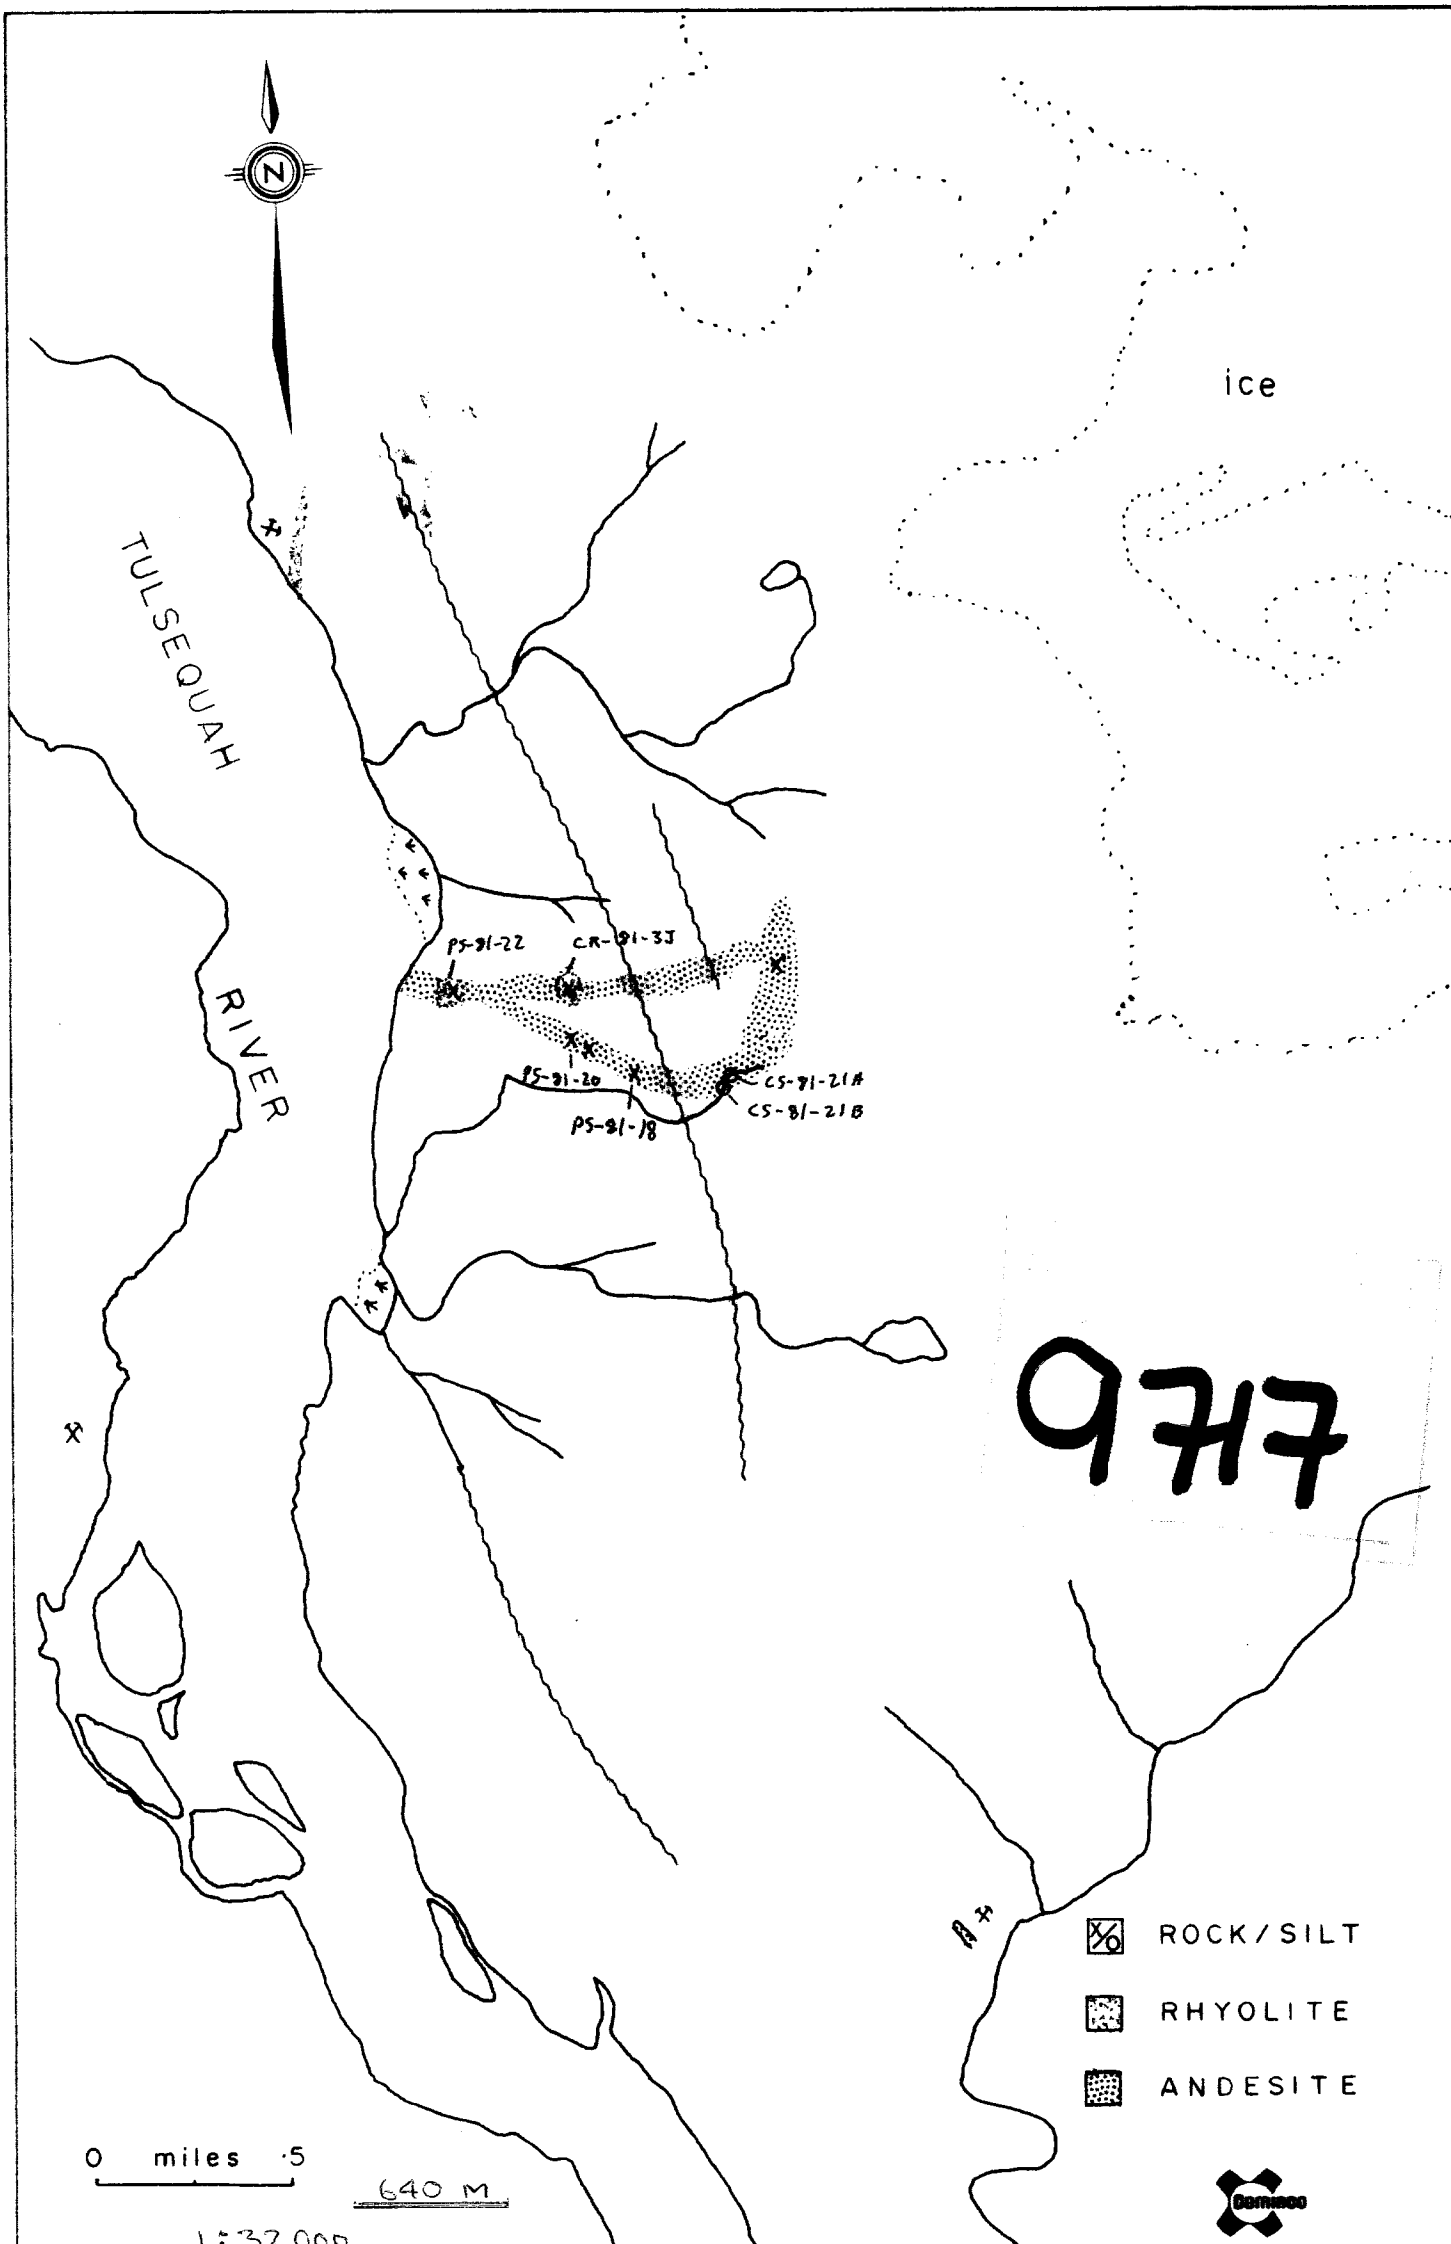 N
ice
TULSEQUAH
RIVER
PS-81-22
CR-81-3J
PS-81-20
CS-81-21A
CS-81-21B
PS-81-18
9717
X/O ROCK/SILT
RHYOLITE
ANDESITE
0 miles .5
640 M
Cominco